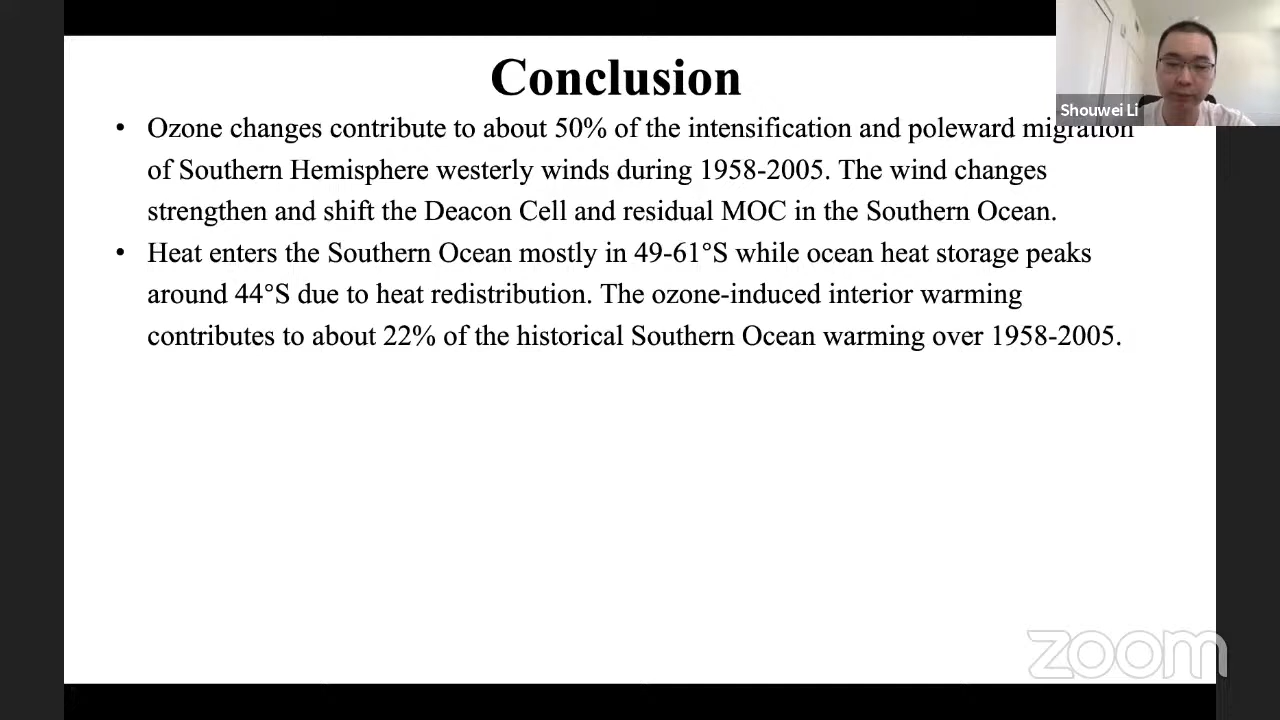 Conclusion
Shouwei Li
• Ozone changes contribute to about 50% of the intensification and poleward migration
of Southern Hemisphere westerly winds during 1958-2005. The wind changes
strengthen and shift the Deacon Cell and residual MOC in the Southern Ocean.
• Heat enters the Southern Ocean mostly in 49-61°S while ocean heat storage peaks
around 44°S due to heat redistribution. The ozone-induced interior warming
contributes to about 22% of the historical Southern Ocean warming over 1958-2005.
zoom